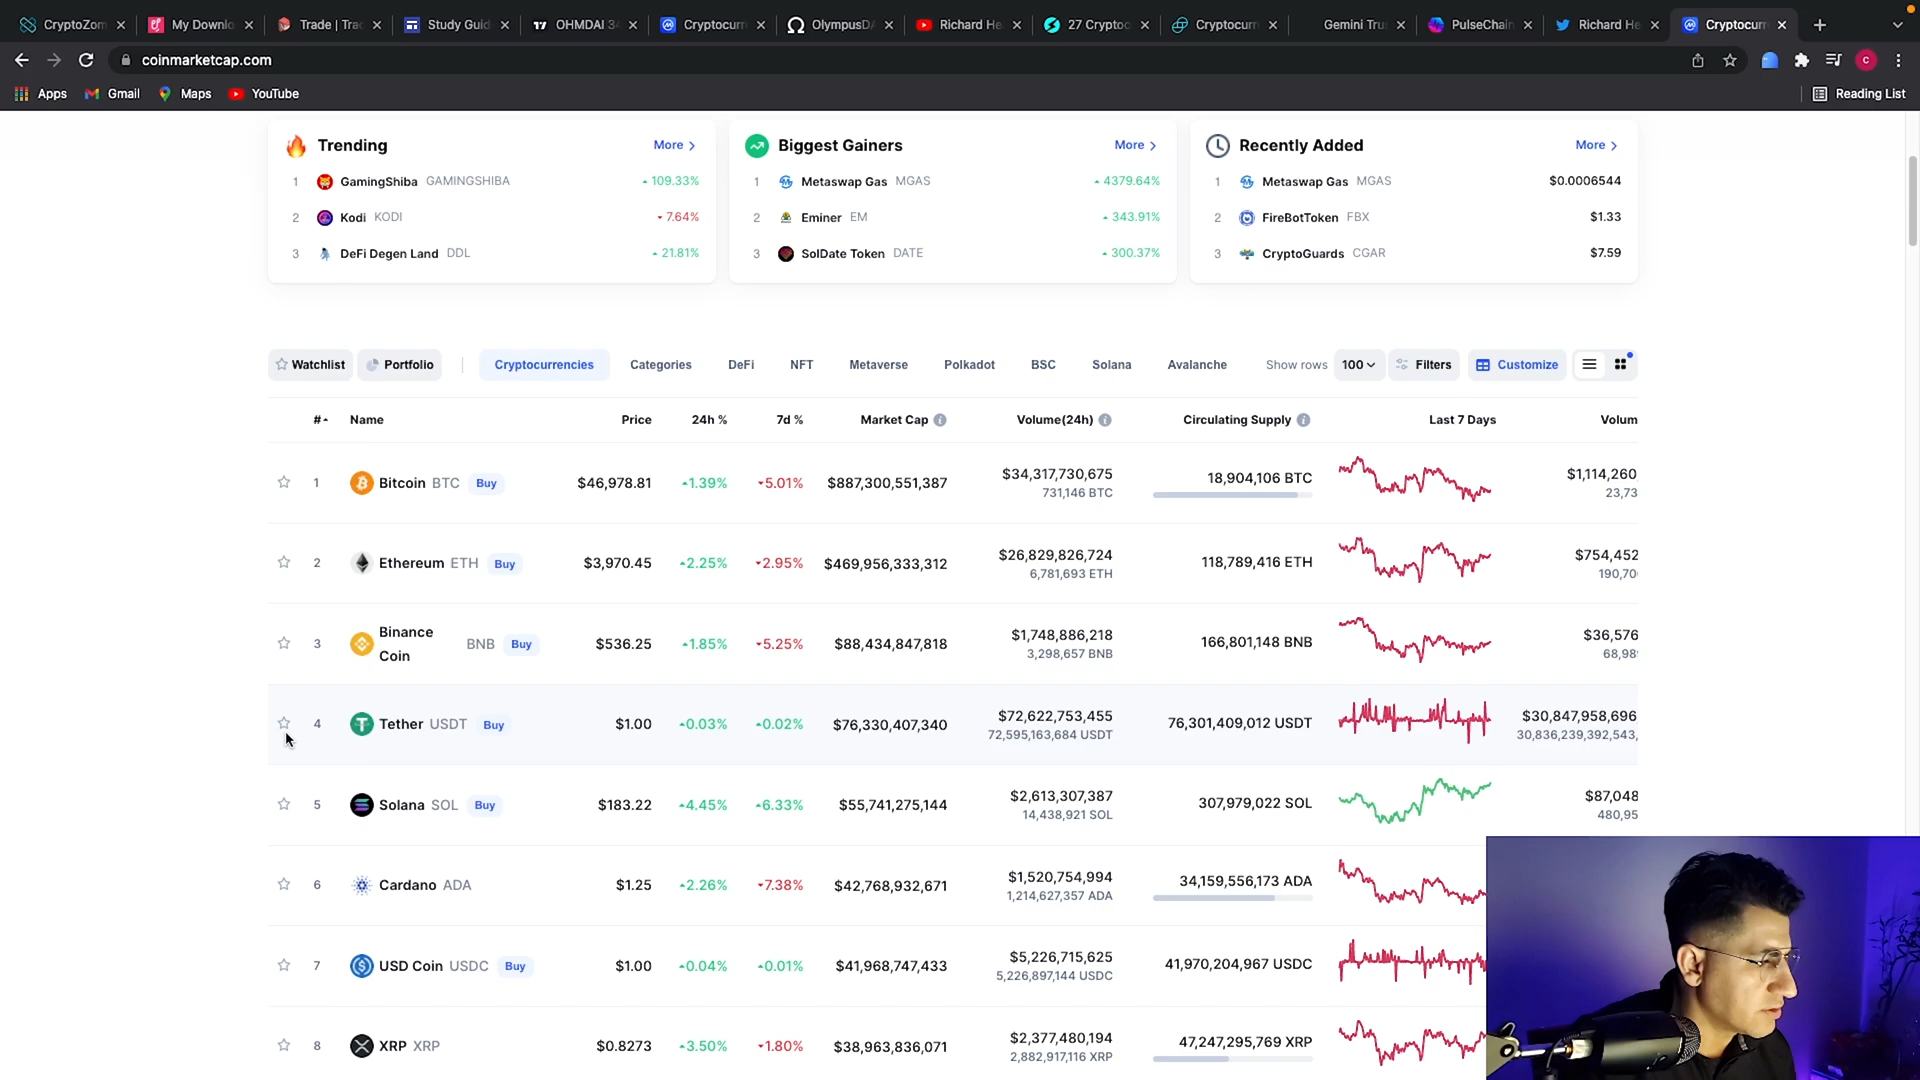 CryptoZom
My Downlo
Trade | Trad
Study Guid
OHMDAI 34
Cryptocurr
OlympusDA
Richard He
27 Cryptoc
Cryptocurr
Gemini Tru
PulseChain
Richard He
Cryptocurr
coinmarketcap.com
C
Apps
Gmail
Maps
YouTube
Reading List
Trending
More
1 GamingShiba GAMINGSHIBA 109.33%
2 Kodi KODI 7.64%
3 DeFi Degen Land DDL 21.81%
Biggest Gainers
More
1 Metaswap Gas MGAS 4379.64%
2 Eminer EM 343.91%
3 SolDate Token DATE 300.37%
Recently Added
More
1 Metaswap Gas MGAS $0.0006544
2 FireBotToken FBX $1.33
3 CryptoGuards CGAR $7.59
Watchlist Portfolio Cryptocurrencies Categories DeFi NFT Metaverse Polkadot BSC Solana Avalanche Show rows 100 Filters Customize
# Name Price 24h % 7d % Market Cap Volume(24h) Circulating Supply Last 7 Days Volum
1 Bitcoin BTC Buy $46,978.81 1.39% 5.01% $887,300,551,387 $34,317,730,675 18,904,106 BTC $1,114,260
731,146 BTC 23,73
2 Ethereum ETH Buy $3,970.45 2.25% 2.95% $469,956,333,312 $26,829,826,724 118,789,416 ETH $754,452
6,781,693 ETH 190,70
3 Binance Coin BNB Buy $536.25 1.85% 5.25% $88,434,847,818 $1,748,886,218 166,801,148 BNB $36,576
3,298,657 BNB 68,98
4 Tether USDT Buy $1.00 0.03% 0.02% $76,330,407,340 $72,622,753,455 76,301,409,012 USDT $30,847,958,696
72,595,163,684 USDT 30,836,239,392,543,
5 Solana SOL Buy $183.22 4.45% 6.33% $55,741,275,144 $2,613,307,387 307,979,022 SOL $87,048
14,438,921 SOL 480,95
6 Cardano ADA $1.25 2.26% 7.38% $42,768,932,671 $1,520,754,994 34,159,556,173 ADA
1,214,627,357 ADA
7 USD Coin USDC Buy $1.00 0.04% 0.01% $41,968,747,433 $5,226,715,625 41,970,204,967 USDC
5,226,897,144 USDC
8 XRP XRP $0.8273 3.50% 1.80% $38,963,836,071 $2,377,480,194 47,247,295,769 XRP
2,882,917,116 XRP